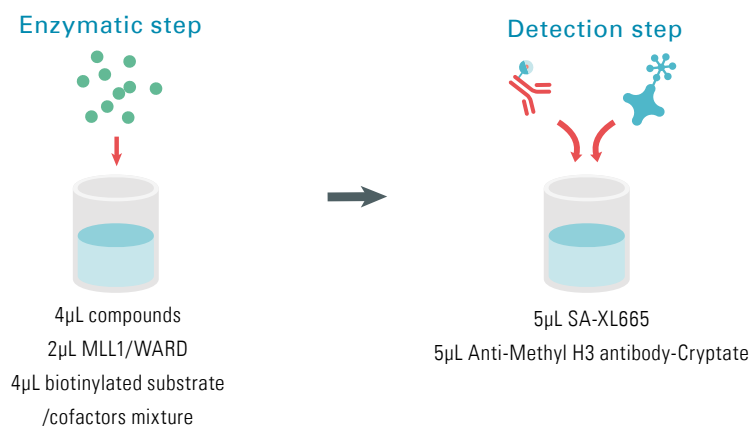 Enzymatic step
4µL compounds
2µL MLL1/WARD
4µL biotinylated substrate
/cofactors mixture
Detection step
5µL SA-XL665
5µL Anti-Methyl H3 antibody-Cryptate